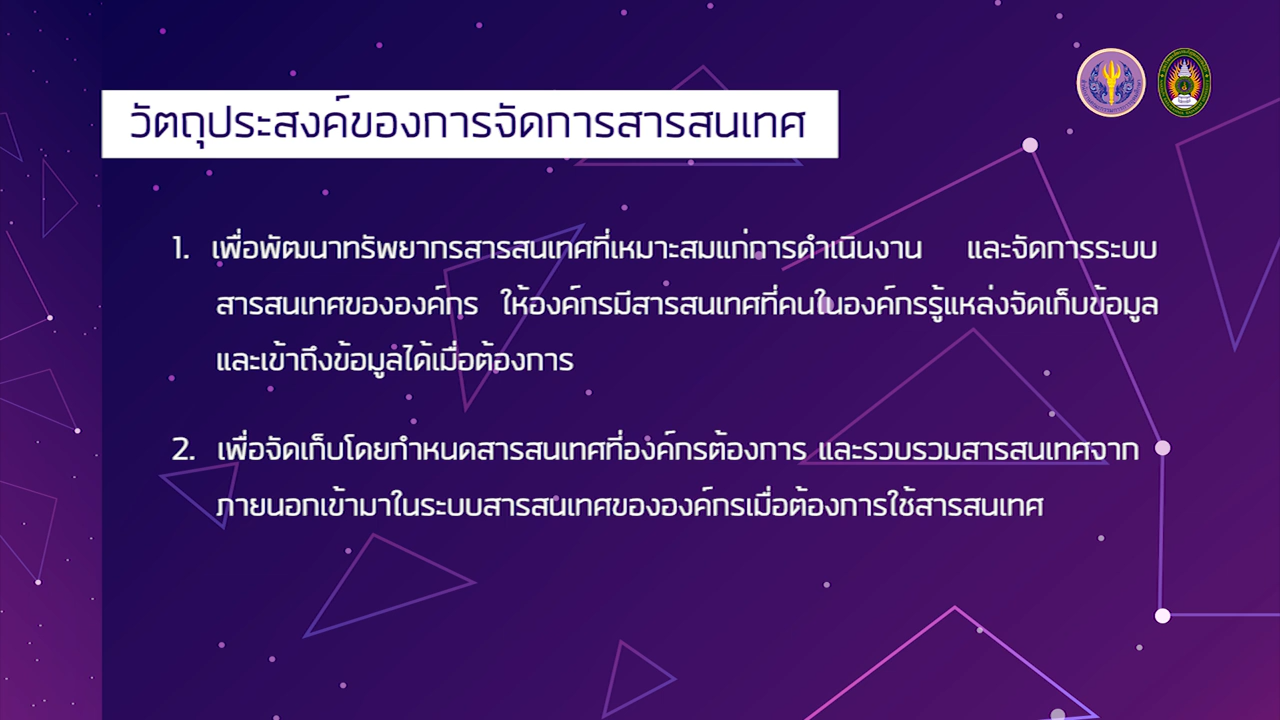 วัตถุประสงค์ของการจัดการสารสนเทศ
1. เพื่อพัฒนาทรัพยากรสารสนเทศที่เหมาะสมแก่การดำเนินงาน และจัดการระบบ
สารสนเทศขององค์กร ให้องค์กรมีสารสนเทศที่คนในองค์กรรู้แหล่งจัดเก็บข้อมูล
และเข้าถึงข้อมูลได้เมื่อต้องการ
2. เพื่อจัดเก็บโดยกำหนดสารสนเทศที่องค์กรต้องการ และรวบรวมสารสนเทศจาก
ภายนอกเข้ามาในระบบสารสนเทศขององค์กรเมื่อต้องการใช้สารสนเทศ